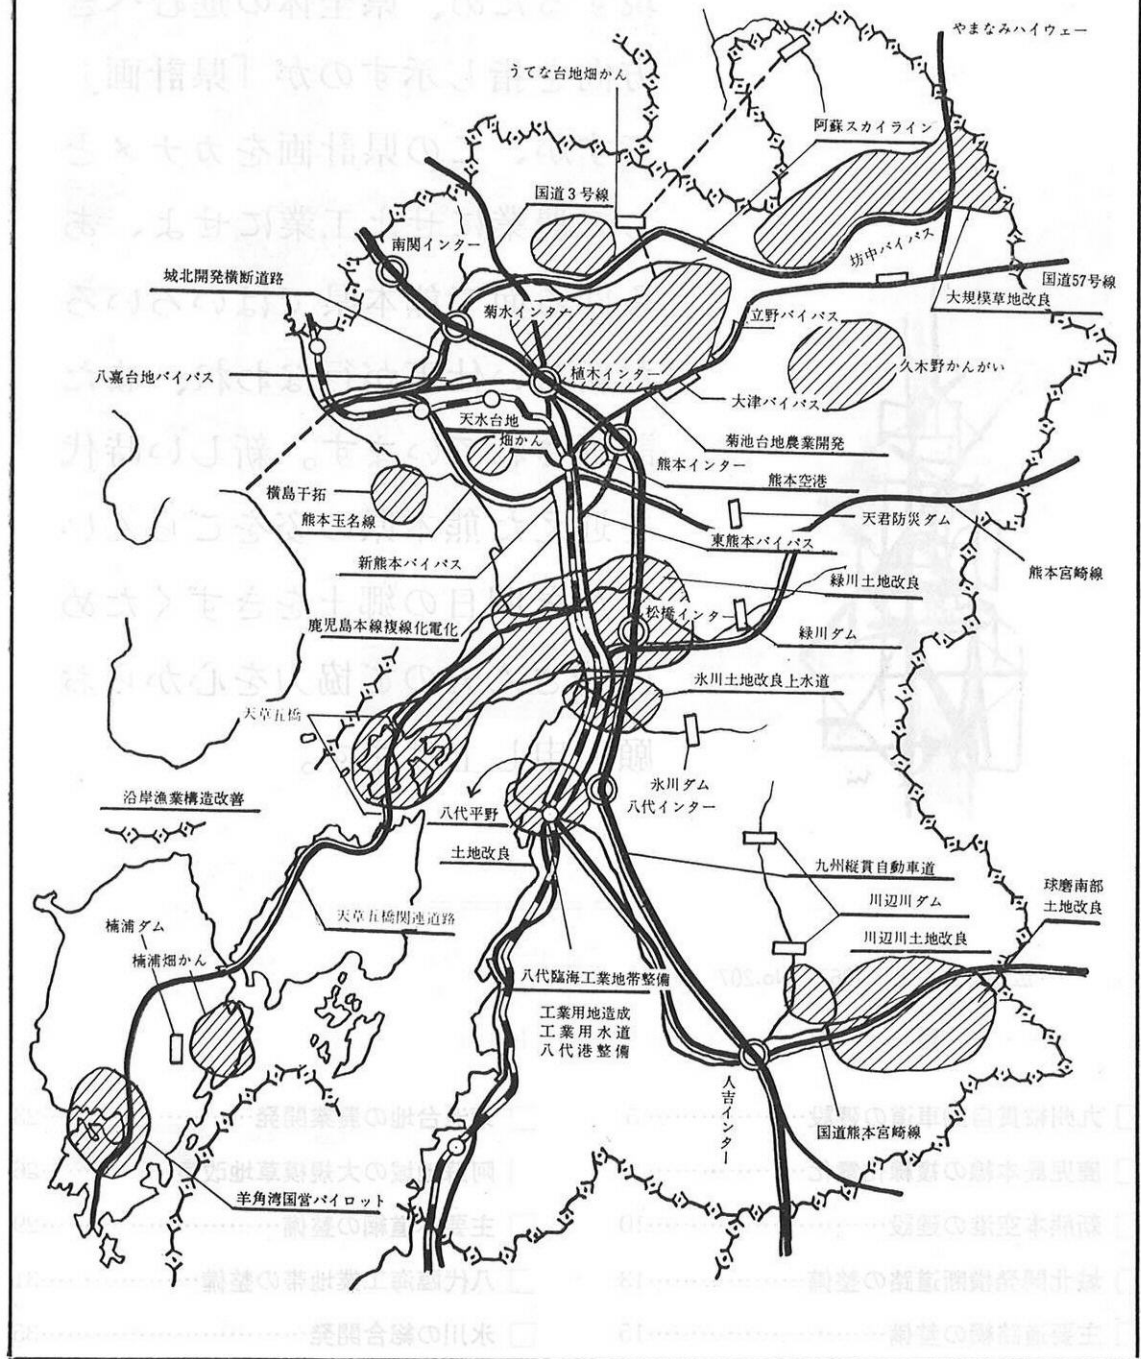 やまなみハイウェー
うてな台地畑かん
阿蘇スカイライン
国道3号線
南関インター
坊中バイパス
城北開発横断道路
国道57号線
大規模草地改良
菊水インター
立野バイパス
久木野かんがい
八嘉台地バイパス
植木インター
大津バイパス
天水台地
畑かん
菊池台地農業開発
熊本インター
熊本空港
横島干拓
熊本玉名線
天君防災ダム
東熊本バイパス
新熊本バイパス
熊本宮崎線
緑川土地改良
松橋インター
鹿児島本線複線化電化
緑川ダム
氷川土地改良上水道
天草五橋
氷川ダム
八代インター
沿岸漁業構造改善
八代平野
土地改良
九州縦貫自動車道
球磨南部
土地改良
川辺川ダム
天草五橋関連道路
楠浦ダム
川辺川土地改良
楠浦畑かん
八代臨海工業地帯整備
工業用地造成
工業用水道
八代港整備
人吉インター
国道熊本宮崎線
羊角湾国営パイロット